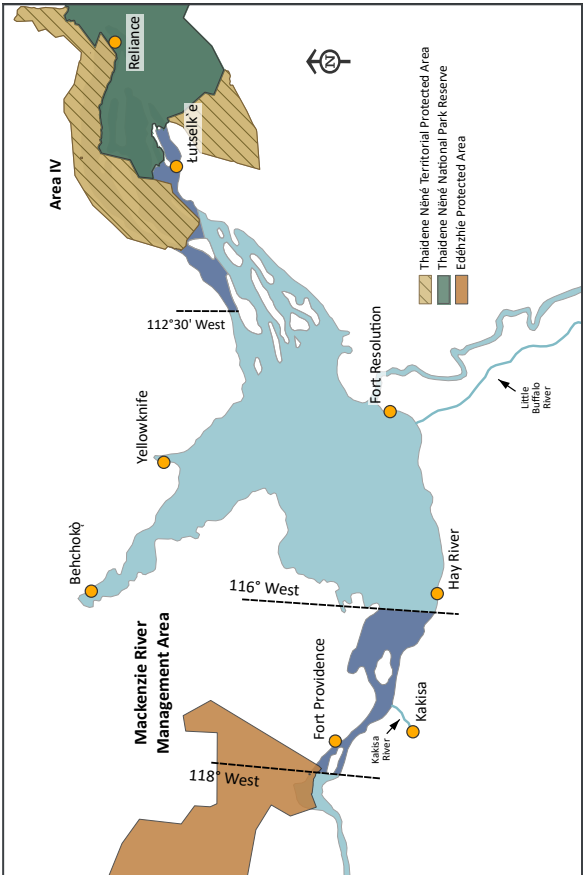 Area IV
Reliance
Łutselk`e
N
112°30' West
Yellowknife
Behchokǫ̀
Fort Resolution
Little
Buffalo
River
Thaidene Nëné Territorial Protected Area
Thaidene Nëné National Park Reserve
Edéhzhíe Protected Area
116° West
Hay River
Mackenzie River
Management Area
Fort Providence
Kakisa
River
Kakisa
118° West